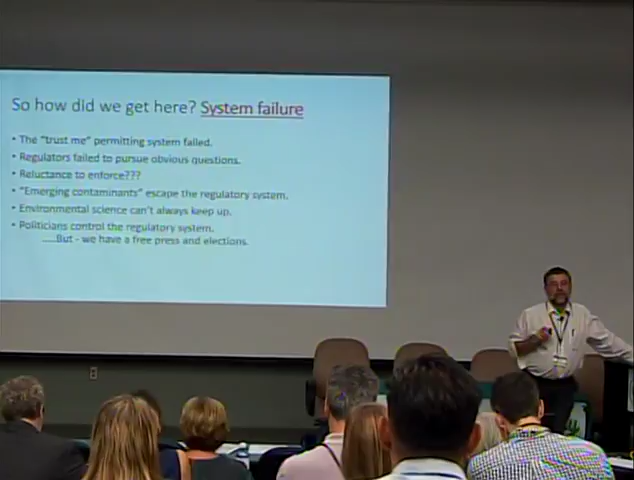 So how did we get here? System failure
• The "trust me" permitting system failed.
• Regulators failed to pursue obvious questions.
• Reluctance to enforce???
• "Emerging contaminants" escape the regulatory system.
• Environmental science can't always keep up.
• Politicians control the regulatory system.
.....But - we have a free press and elections.